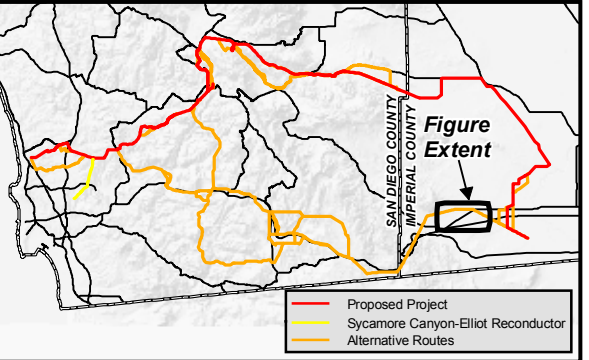 SAN DIEGO COUNTY
IMPERIAL COUNTY
Figure
Extent
Proposed Project
Sycamore Canyon-Elliot Reconductor
Alternative Routes